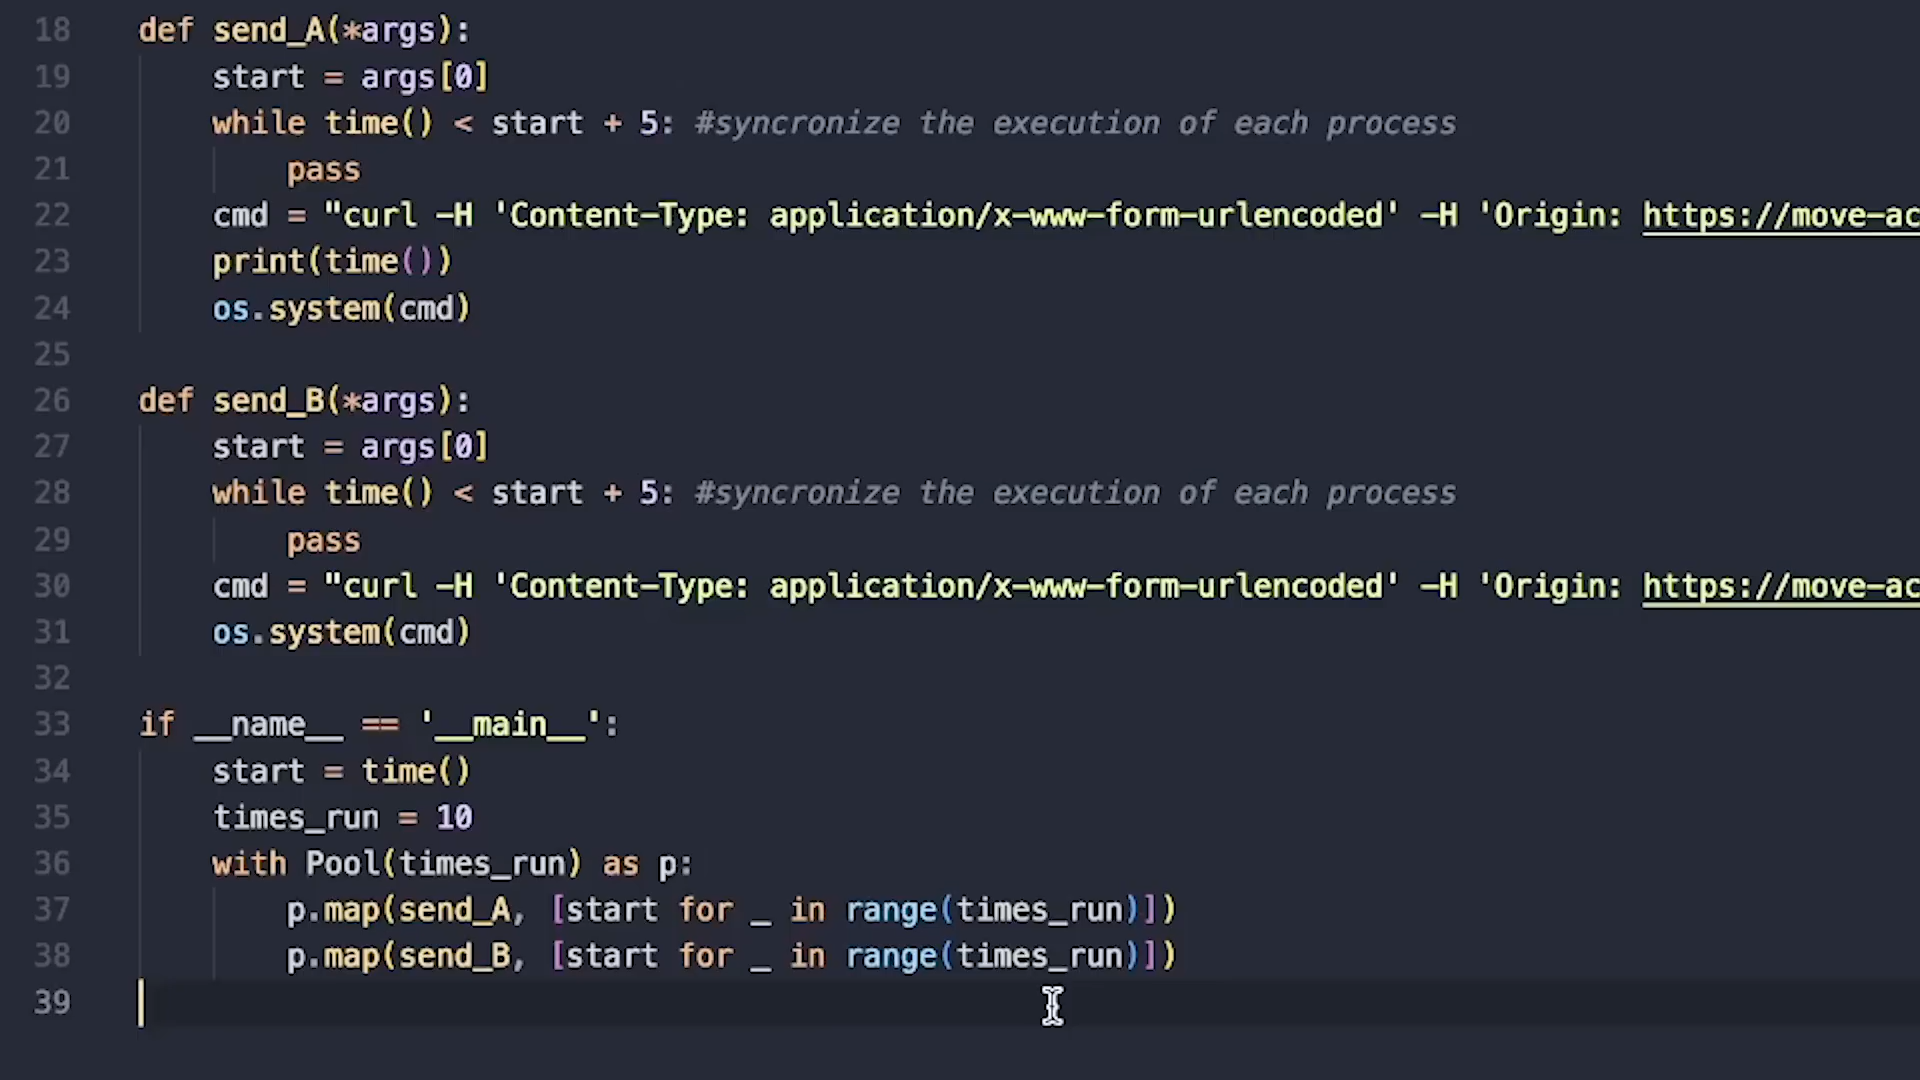 18 def send_A(*args):
19 start = args[0]
20 while time() < start + 5: #syncronize the execution of each process
21 pass
22 cmd = "curl -H 'Content-Type: application/x-www-form-urlencoded' -H 'Origin: https://move-ac
23 print(time())
24 os.system(cmd)
25
26 def send_B(*args):
27 start = args[0]
28 while time() < start + 5: #syncronize the execution of each process
29 pass
30 cmd = "curl -H 'Content-Type: application/x-www-form-urlencoded' -H 'Origin: https://move-ac
31 os.system(cmd)
32
33 if __name__ == '__main__':
34 start = time()
35 times_run = 10
36 with Pool(times_run) as p:
37 p.map(send_A, [start for _ in range(times_run)])
38 p.map(send_B, [start for _ in range(times_run)])
39